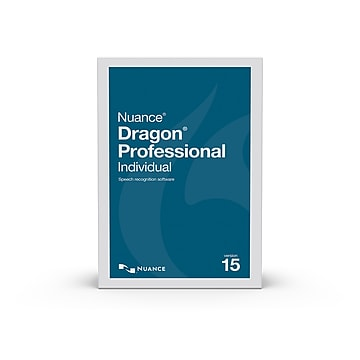 Nuance®
Dragon®
Professional
Individual
Speech recognition software
NUANCE
version
15